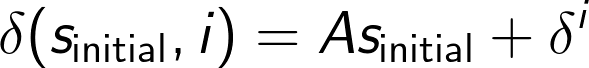 δ(s_initial, i) = As_initial + δ^i